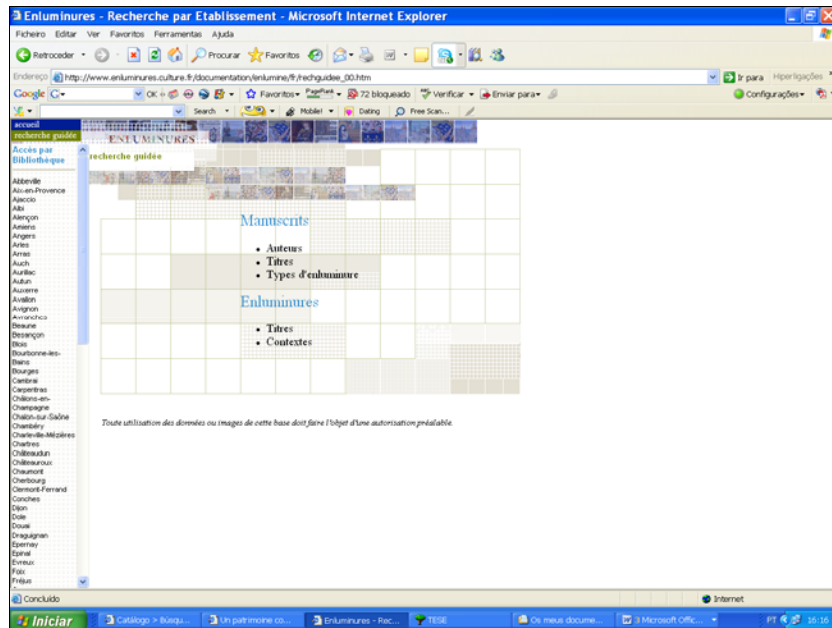 Enluminures - Recherche par Etablissement - Microsoft Internet Explorer
Ficheiro Editar Ver Favoritos Ferramentas Ajuda
Retroceder Procurar Favoritos
Endereço http://www.enluminures.culture.fr/documentation/enlumine/fr/rechguidee_00.htm Ir para Hiperligações
Google G OK Favoritos PageRank 72 bloqueado Verificar Enviar para Configurações
Search Mobile! Dating Free Scan...
accueil
recherche guidée ENLUMINURES
Accès par
Bibliothèque
recherche guidée
Abbeville
Aix-en-Provence
Ajaccio
Albi
Alençon
Amiens
Angers
Arles
Arras
Auch
Aurillac
Autun
Auxerre
Avallon
Avignon
Avranches
Beaune
Besançon
Blois
Bourbonne-les-
Bains
Bourges
Cambrai
Carpentras
Châlons-en-
Champagne
Chalon-sur-Saône
Chambéry
Charleville-Mézières
Chartres
Châteaudun
Châteauroux
Chaumont
Cherbourg
Clermont-Ferrand
Conches
Dijon
Dole
Douai
Draguignan
Epernay
Epinal
Evreux
Foix
Fréjus
Manuscrits
• Auteurs
• Titres
• Types d'enluminure
Enluminures
• Titres
• Contextes
Toute utilisation des données ou images de cette base doit faire l'objet d'une autorisation préalable.
Concluído Internet
Iniciar Catálogo > Búsqu... Un patrimoine co... Enluminures - Rec... TESE Os meus docume... 3 Microsoft Offic... PT 16:16